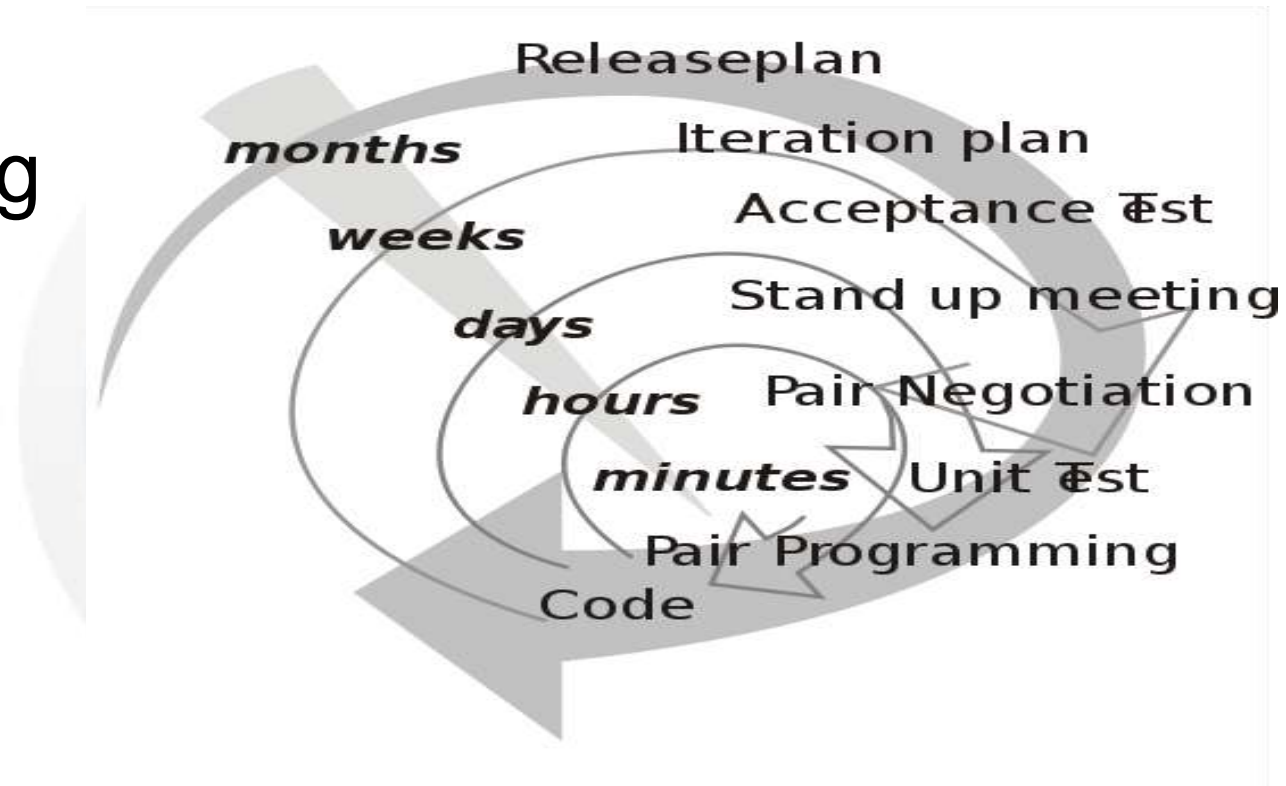 Releaseplan
months
Iteration plan
g
Acceptance Test
weeks
Stand up meeting
days
Pair Negotiation
hours
minutes
Unit Test
Pair Programming
Code